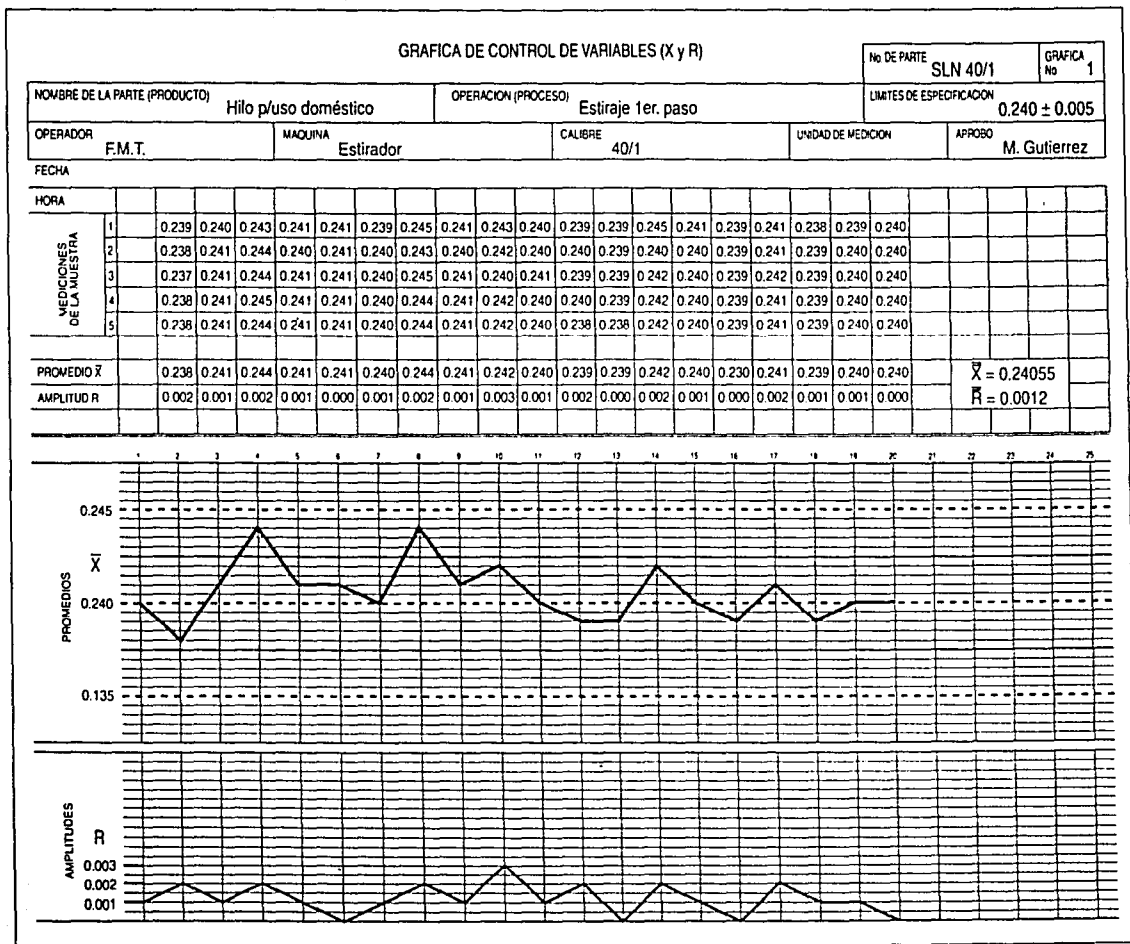 GRAFICA DE CONTROL DE VARIABLES (X y R)
No DE PARTE SLN 40/1
GRAFICA No 1
NOMBRE DE LA PARTE (PRODUCTO) Hilo p/uso doméstico
OPERACION (PROCESO) Estiraje 1er. paso
LIMITES DE ESPECIFICACION 0.240 ± 0.005
OPERADOR F.M.T.
MAQUINA Estirador
CALIBRE 40/1
UNIDAD DE MEDICION
APROBO M. Gutierrez
FECHA
HORA
MEDICIONES DE LA MUESTRA
1 0.239 0.240 0.243 0.241 0.241 0.239 0.245 0.241 0.243 0.240 0.239 0.239 0.245 0.241 0.239 0.241 0.238 0.239 0.240
2 0.238 0.241 0.244 0.240 0.241 0.240 0.243 0.240 0.242 0.240 0.240 0.239 0.240 0.240 0.239 0.241 0.239 0.240 0.240
3 0.237 0.241 0.244 0.241 0.241 0.240 0.245 0.241 0.240 0.241 0.239 0.239 0.242 0.240 0.239 0.242 0.239 0.240 0.240
4 0.238 0.241 0.245 0.241 0.241 0.240 0.244 0.241 0.242 0.240 0.240 0.239 0.242 0.240 0.239 0.241 0.239 0.240 0.240
5 0.238 0.241 0.244 0.241 0.241 0.240 0.244 0.241 0.242 0.240 0.238 0.238 0.242 0.240 0.239 0.241 0.239 0.240 0.240
PROMEDIO X̄ 0.238 0.241 0.244 0.241 0.241 0.240 0.244 0.241 0.242 0.240 0.239 0.239 0.242 0.240 0.230 0.241 0.239 0.240 0.240
X̿ = 0.24055
AMPLITUD R 0.002 0.001 0.002 0.001 0.000 0.001 0.002 0.001 0.003 0.001 0.002 0.000 0.002 0.001 0.000 0.002 0.001 0.001 0.000
R̄ = 0.0012
1 2 3 4 5 6 7 8 9 10 11 12 13 14 15 16 17 18 19 20 21 22 23 24 25
PROMEDIOS X̄
0.245
0.240
0.135
AMPLITUDES R
0.003
0.002
0.001